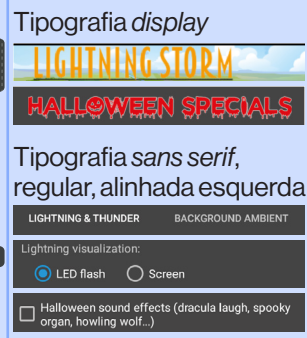 Tipografia display
LIGHTNING STORM
HALLOWEEN SPECiALS
Tipografia sans serif,
regular, alinhada esquerda
LIGHTNING & THUNDER BACKGROUND AMBIENT
Lightning visualization:
LED flash Screen
Halloween sound effects (dracula laugh, spooky
organ, howling wolf...)